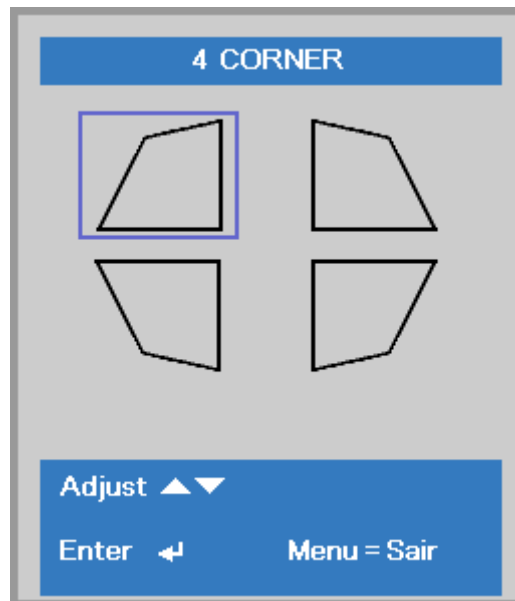 4 CORNER
Adjust ▲▼
Enter ↵ Menu = Sair